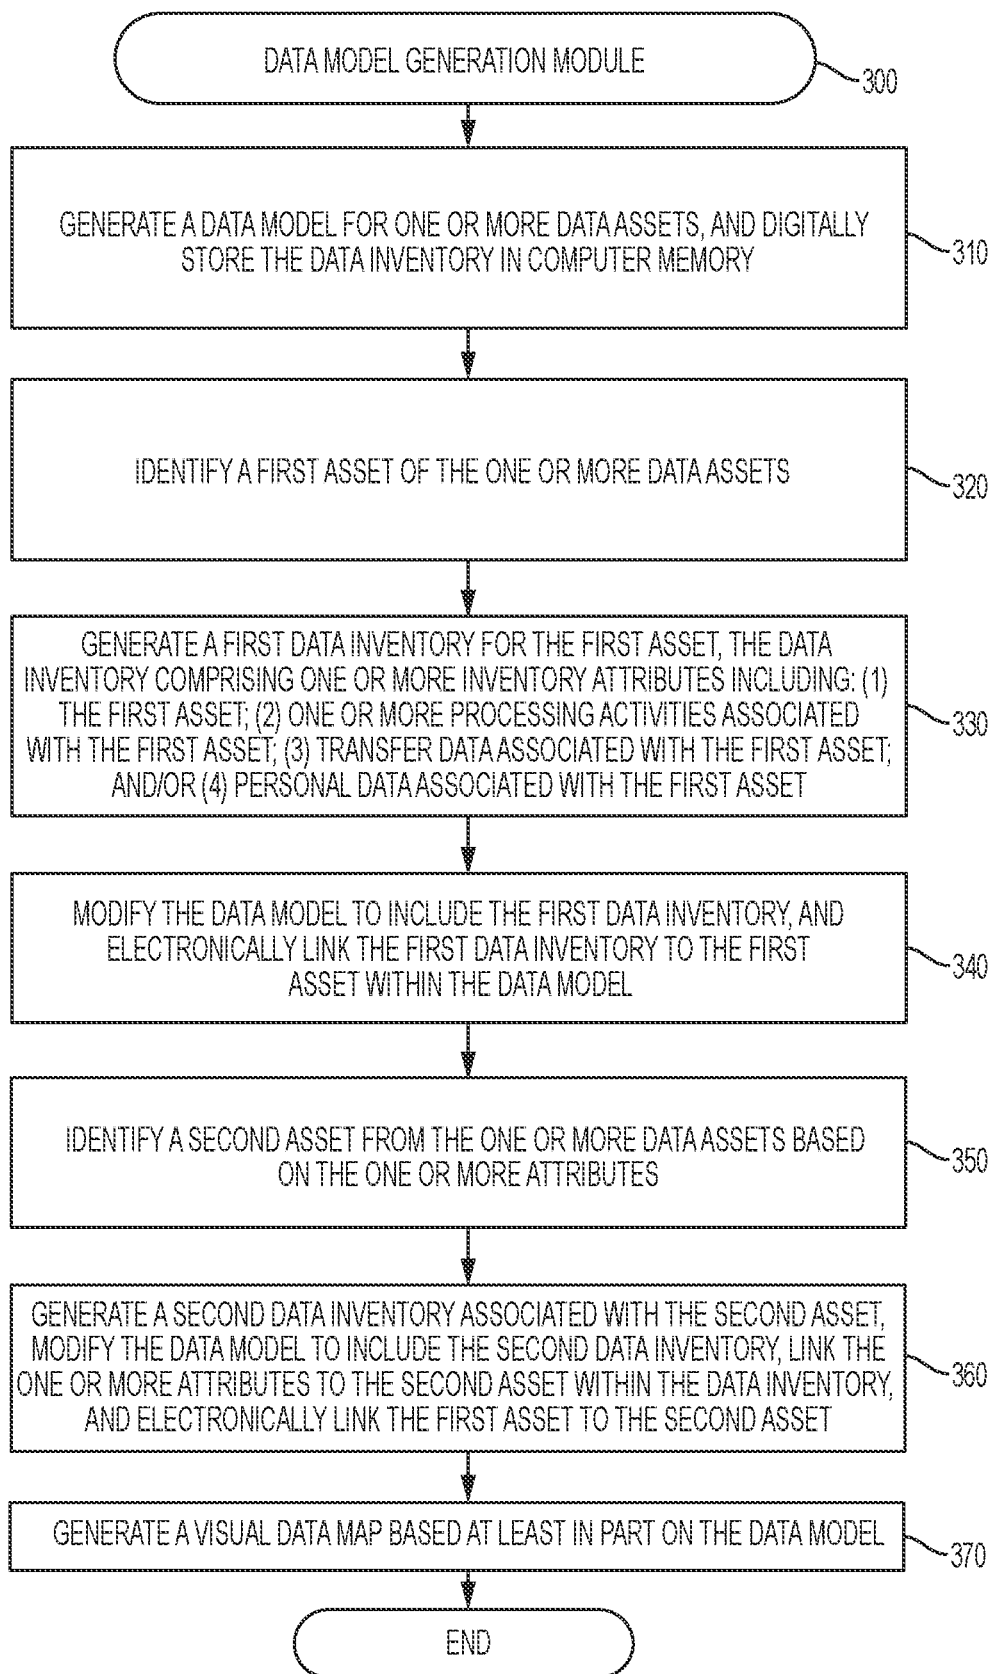 DATA MODEL GENERATION MODULE
300
GENERATE A DATA MODEL FOR ONE OR MORE DATA ASSETS, AND DIGITALLY
STORE THE DATA INVENTORY IN COMPUTER MEMORY
310
IDENTIFY A FIRST ASSET OF THE ONE OR MORE DATA ASSETS
320
GENERATE A FIRST DATA INVENTORY FOR THE FIRST ASSET, THE DATA
INVENTORY COMPRISING ONE OR MORE INVENTORY ATTRIBUTES INCLUDING: (1)
THE FIRST ASSET; (2) ONE OR MORE PROCESSING ACTIVITIES ASSOCIATED
WITH THE FIRST ASSET; (3) TRANSFER DATA ASSOCIATED WITH THE FIRST ASSET;
AND/OR (4) PERSONAL DATA ASSOCIATED WITH THE FIRST ASSET
330
MODIFY THE DATA MODEL TO INCLUDE THE FIRST DATA INVENTORY, AND
ELECTRONICALLY LINK THE FIRST DATA INVENTORY TO THE FIRST
ASSET WITHIN THE DATA MODEL
340
IDENTIFY A SECOND ASSET FROM THE ONE OR MORE DATA ASSETS BASED
ON THE ONE OR MORE ATTRIBUTES
350
GENERATE A SECOND DATA INVENTORY ASSOCIATED WITH THE SECOND ASSET,
MODIFY THE DATA MODEL TO INCLUDE THE SECOND DATA INVENTORY, LINK THE
ONE OR MORE ATTRIBUTES TO THE SECOND ASSET WITHIN THE DATA INVENTORY,
AND ELECTRONICALLY LINK THE FIRST ASSET TO THE SECOND ASSET
360
GENERATE A VISUAL DATA MAP BASED AT LEAST IN PART ON THE DATA MODEL
370
END